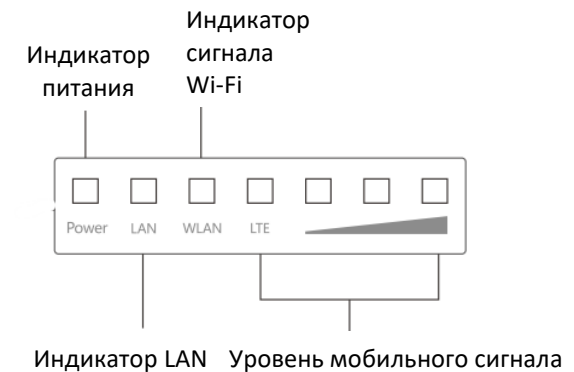 Индикатор
сигнала
Wi-Fi
Индикатор
питания
Power LAN WLAN LTE
Индикатор LAN Уровень мобильного сигнала